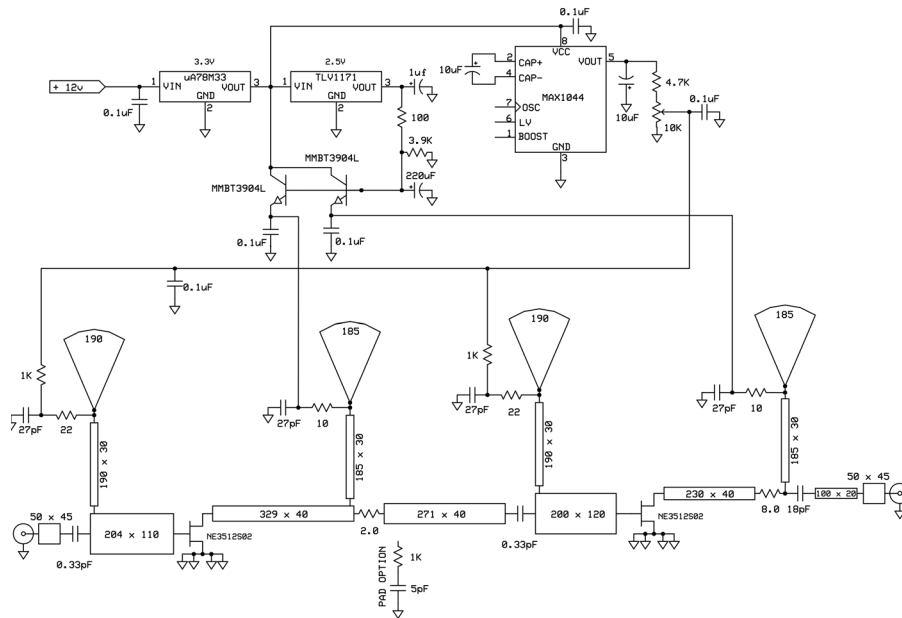 0.1uF
3.3V
uA78M33
1 VIN VOUT 3
GND
2
2.5V
TLV1171
1 VIN VOUT 3
GND
2
+ 12v
0.1uF
1uf
100
3.9K
220uF
MMBT3904L
MMBT3904L
0.1uF
0.1uF
8
VCC
2 CAP+
VOUT 5
4 CAP-
10uF
MAX1044
7 OSC
6 LV
1 BOOST
GND
3
10uF
4.7K
10K
0.1uF
0.1uF
190
185
190
185
1K
27pF
22
27pF
10
1K
27pF
22
27pF
10
190 x 30
185 x 30
190 x 30
185 x 30
50 x 45
0.33pF
204 x 110
NE3512S02
329 x 40
2.0
271 x 40
0.33pF
200 x 120
NE3512S02
230 x 40
8.0
18pF
100 x 20
50 x 45
PAD OPTION
1K
5pF